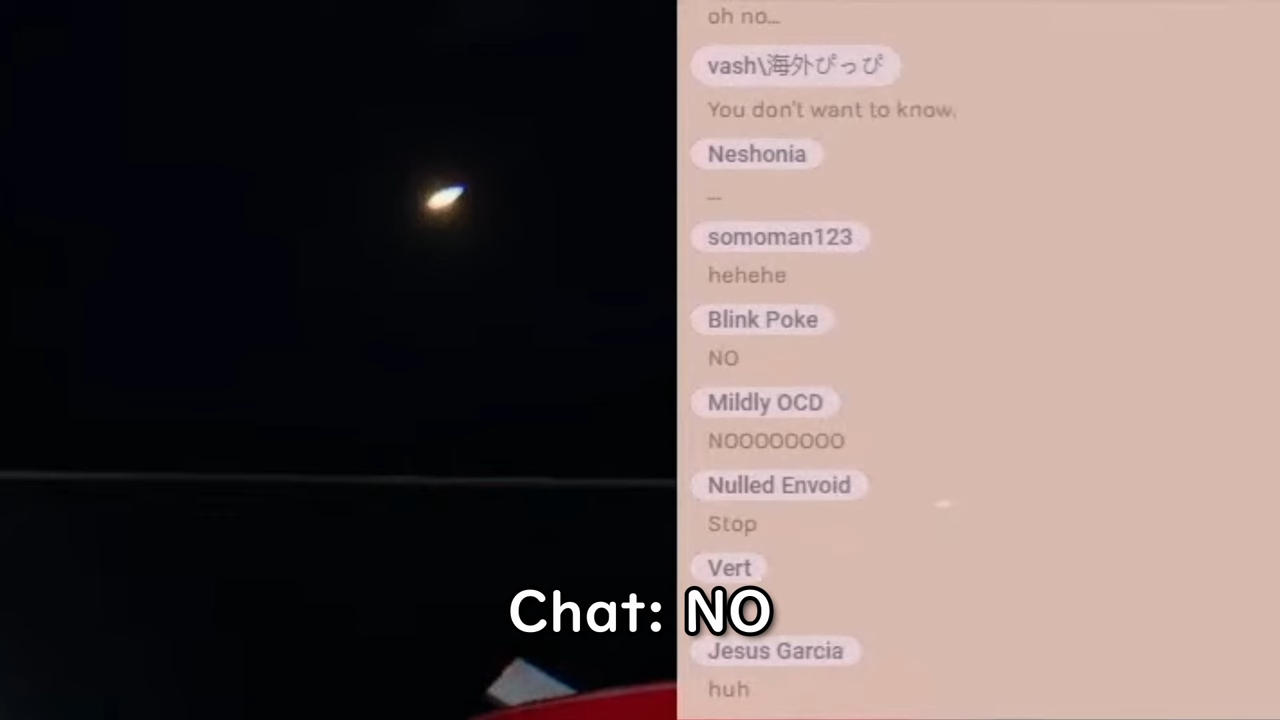 oh no...
vash\海外ぴっぴ
You don't want to know.
Neshonia
...
somoman123
hehehe
Blink Poke
NO
Mildly OCD
NOOOOOOOO
Nulled Envoid
Stop
Vert
Chat: NO
Jesus Garcia
huh